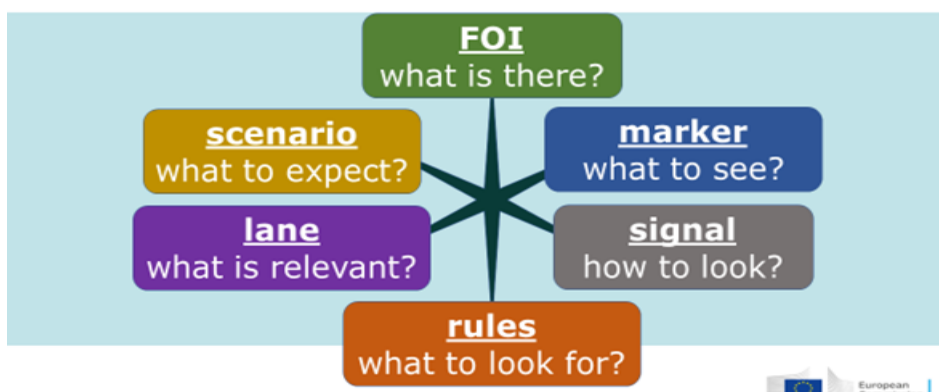 FOI
what is there?
scenario
what to expect?
marker
what to see?
lane
what is relevant?
signal
how to look?
rules
what to look for?
European